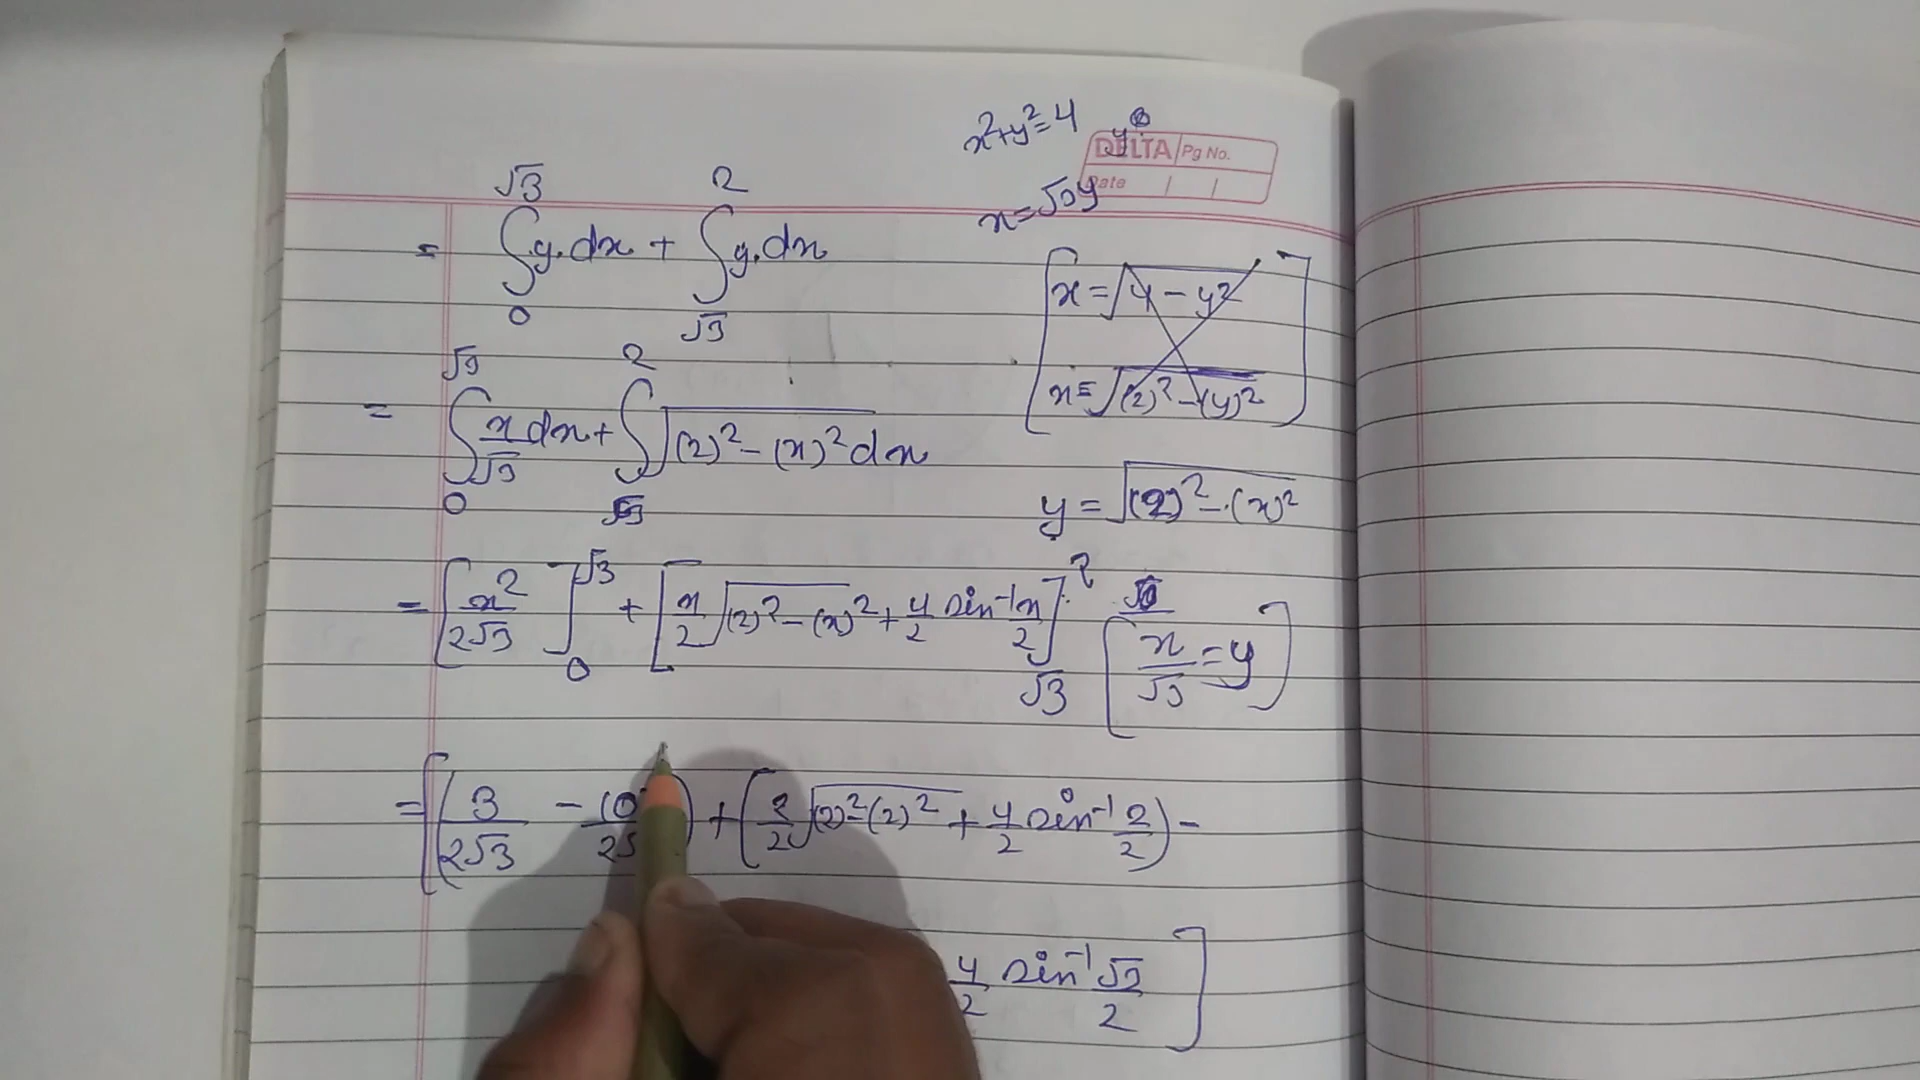 x²+y²=4
DELTA Pg No.
Date / /
x=√3y
= ∫₀^√3 y.dx + ∫√3^2 y.dx
x=√4-y²
x=√(2)²-(y)²
= ∫₀^√3 x/√3 dx + ∫√3^2 √(2)²-(x)² dx
y=√(2)²-(x)²
= [x²/2√3]₀^√3 + [x/2 √(2)²-(x)² + 4/2 sin⁻¹ x/2]√3^2
[x/√3 = y]
= [(3/2√3 - (0)) + (2/2 √(2)²-(2)² + 4/2 sin⁻¹ 2/2) -
4/2 sin⁻¹ √3/2]